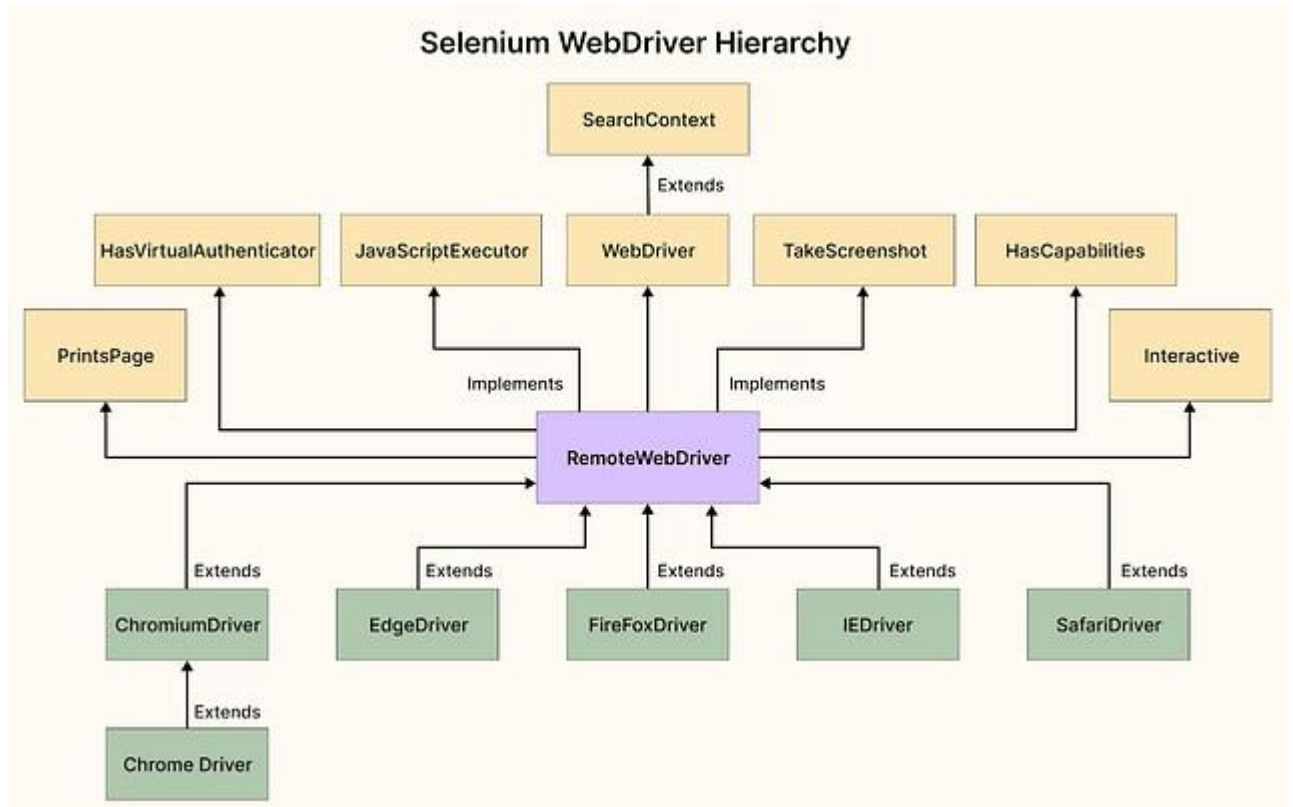 Selenium WebDriver Hierarchy
SearchContext
Extends
HasVirtualAuthenticator
JavaScriptExecutor
WebDriver
TakeScreenshot
HasCapabilities
PrintsPage
Interactive
Implements
Implements
RemoteWebDriver
Extends
Extends
Extends
Extends
Extends
ChromiumDriver
EdgeDriver
FireFoxDriver
IEDriver
SafariDriver
Extends
Chrome Driver